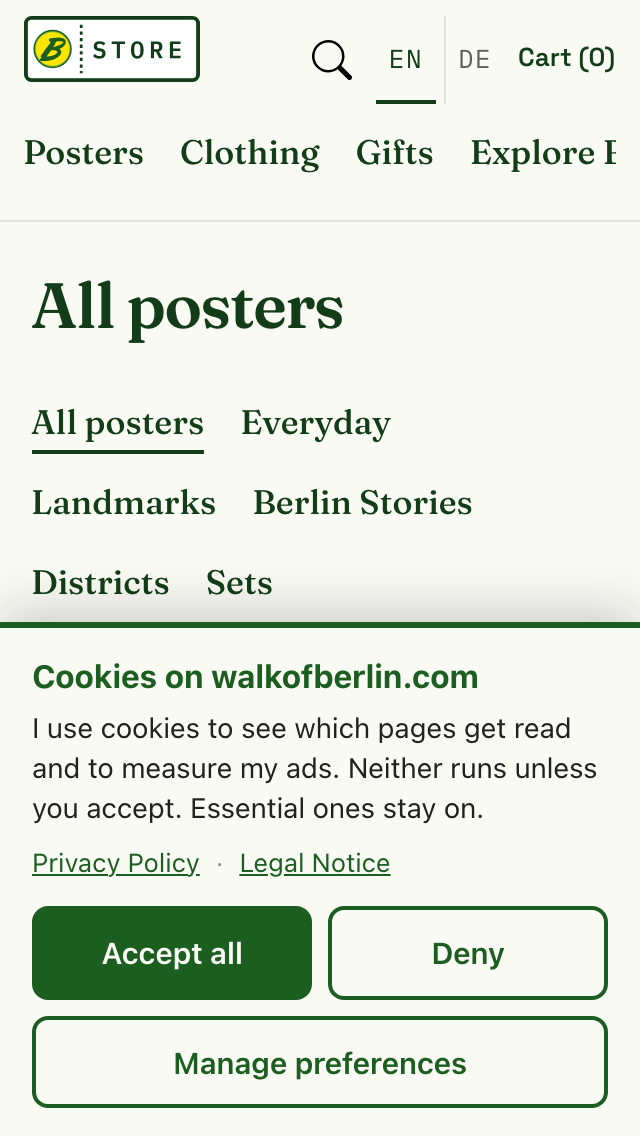 B STORE
EN DE Cart (0)
Posters Clothing Gifts Explore
All posters
All posters Everyday
Landmarks Berlin Stories
Districts Sets
Cookies on walkofberlin.com
I use cookies to see which pages get read
and to measure my ads. Neither runs unless
you accept. Essential ones stay on.
Privacy Policy · Legal Notice
Accept all Deny
Manage preferences